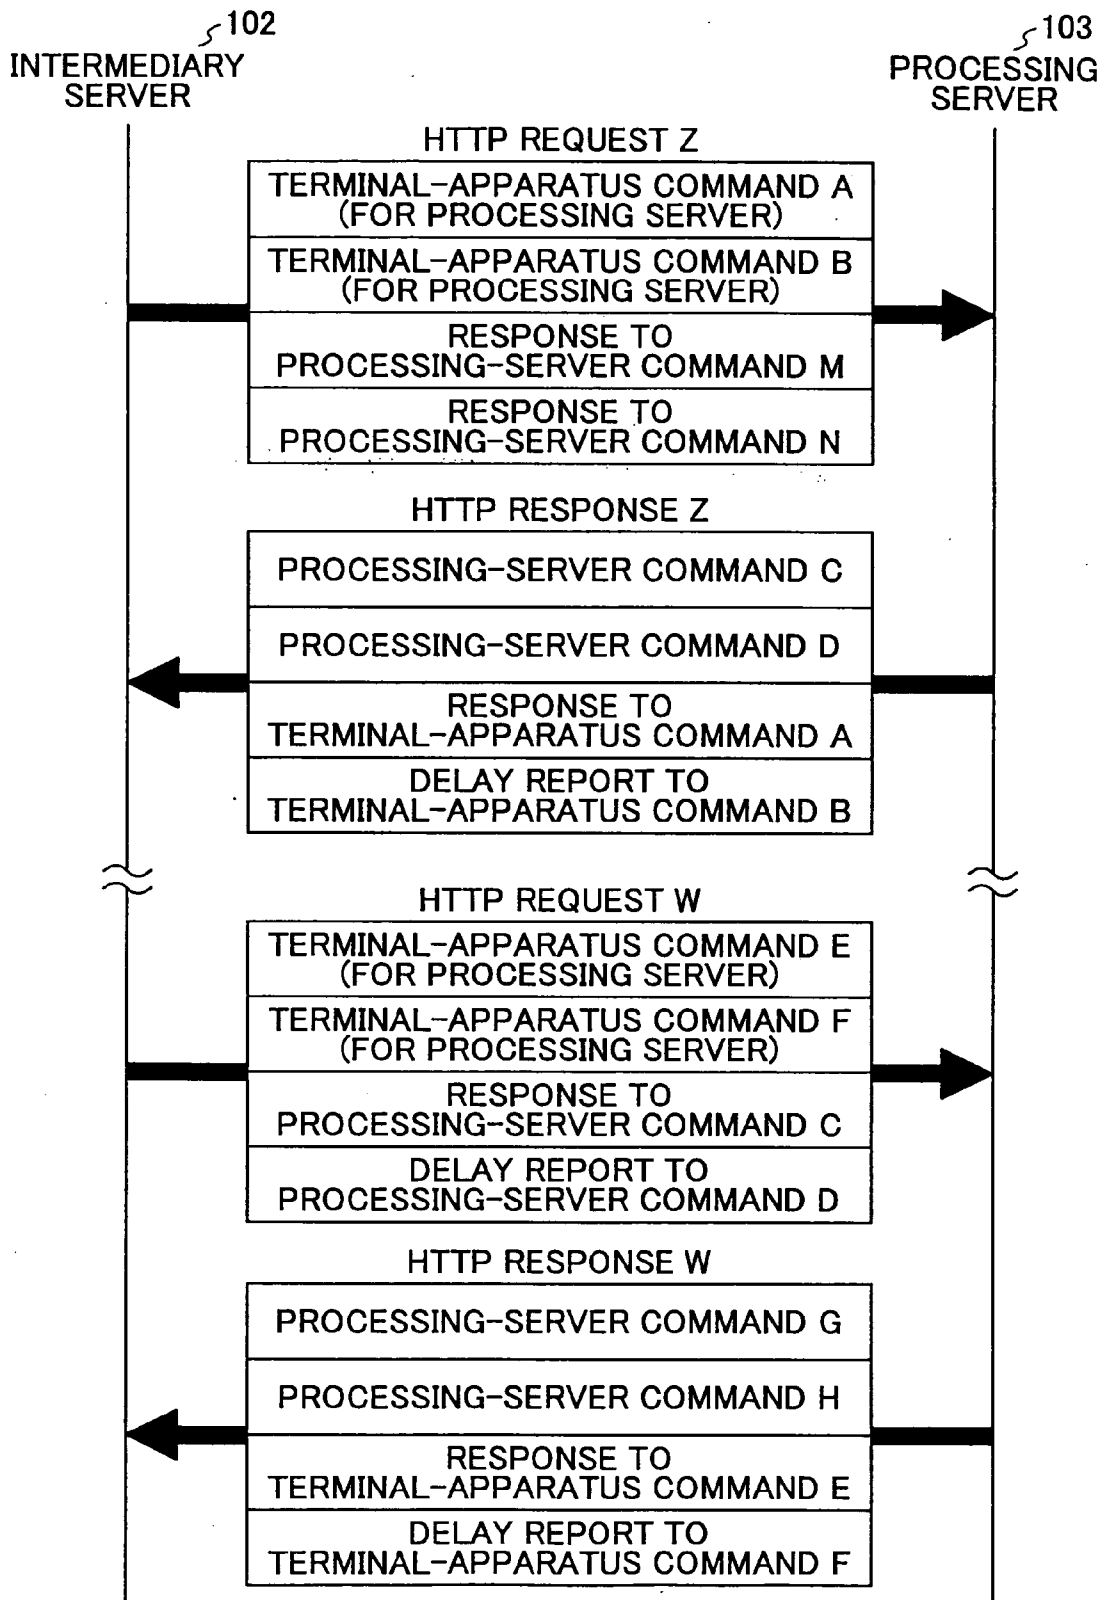 102
INTERMEDIARY
SERVER
103
PROCESSING
SERVER
HTTP REQUEST Z
TERMINAL-APPARATUS COMMAND A
(FOR PROCESSING SERVER)
TERMINAL-APPARATUS COMMAND B
(FOR PROCESSING SERVER)
RESPONSE TO
PROCESSING-SERVER COMMAND M
RESPONSE TO
PROCESSING-SERVER COMMAND N
HTTP RESPONSE Z
PROCESSING-SERVER COMMAND C
PROCESSING-SERVER COMMAND D
RESPONSE TO
TERMINAL-APPARATUS COMMAND A
DELAY REPORT TO
TERMINAL-APPARATUS COMMAND B
HTTP REQUEST W
TERMINAL-APPARATUS COMMAND E
(FOR PROCESSING SERVER)
TERMINAL-APPARATUS COMMAND F
(FOR PROCESSING SERVER)
RESPONSE TO
PROCESSING-SERVER COMMAND C
DELAY REPORT TO
PROCESSING-SERVER COMMAND D
HTTP RESPONSE W
PROCESSING-SERVER COMMAND G
PROCESSING-SERVER COMMAND H
RESPONSE TO
TERMINAL-APPARATUS COMMAND E
DELAY REPORT TO
TERMINAL-APPARATUS COMMAND F